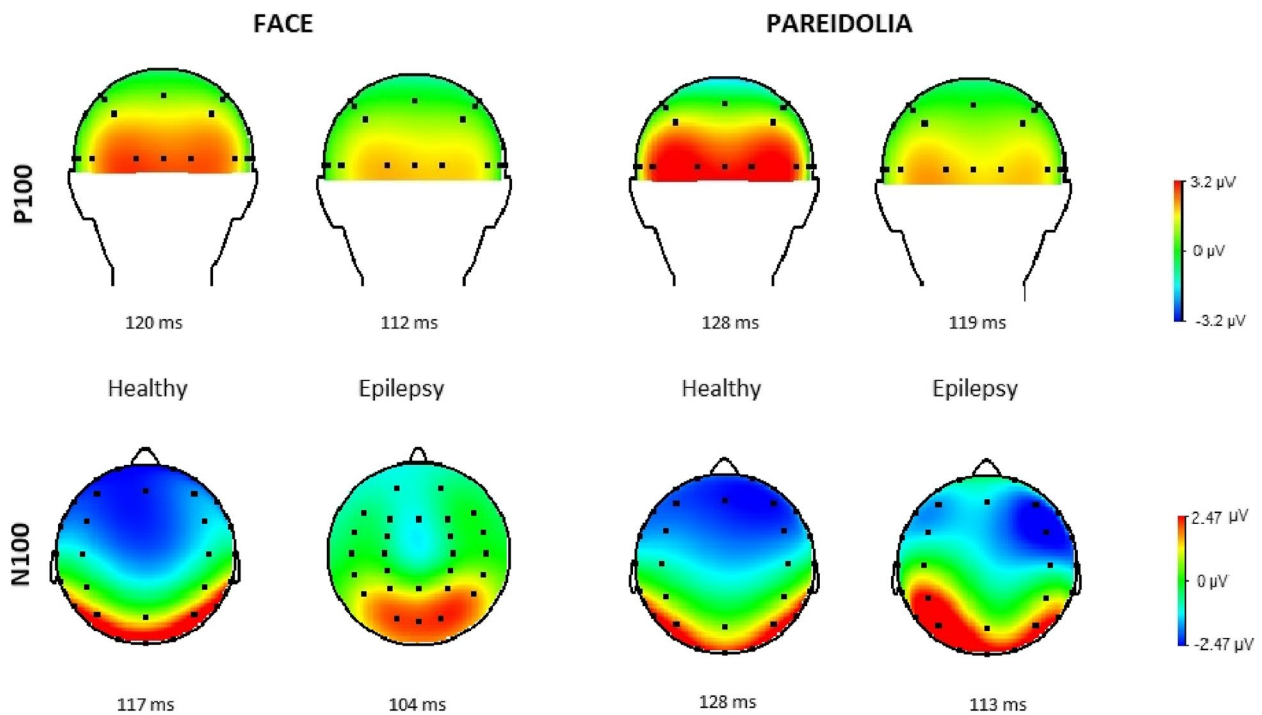 FACE PAREIDOLIA
P100
3.2 µV
0 µV
-3.2 µV
120 ms 112 ms 128 ms 119 ms
Healthy Epilepsy Healthy Epilepsy
N100
2.47 µV
0 µV
-2.47 µV
117 ms 104 ms 128 ms 113 ms